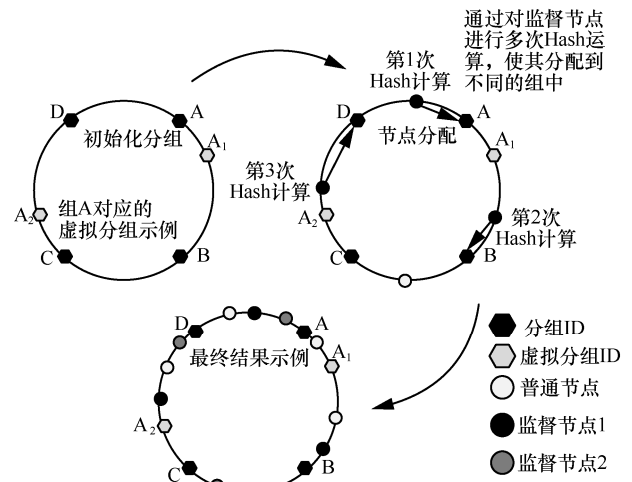 通过对监督节点
进行多次Hash运
算，使其分配到
不同的组中
第1次
Hash计算
D
A
初始化分组
A1
组A对应的
虚拟分组示例
A2
C
B
D
A
节点分配
A1
第3次
Hash计算
A2
第2次
Hash计算
C
B
D
A
最终结果示例
A1
A2
C
B
分组ID
虚拟分组ID
普通节点
监督节点1
监督节点2